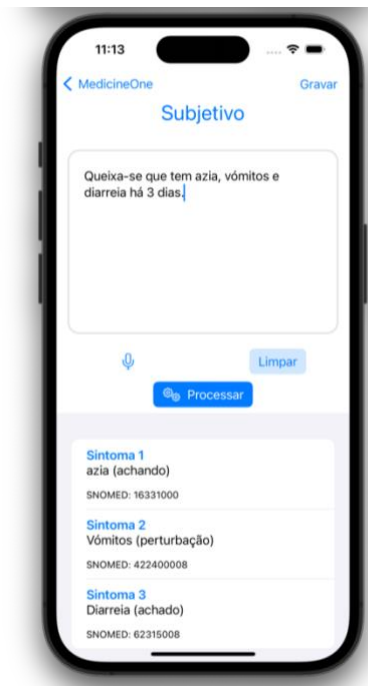 11:13
MedicineOne
Gravar
Subjetivo
Queixa-se que tem azia, vómitos e
diarreia há 3 dias.
Limpar
Processar
Sintoma 1
azia (achando)
SNOMED: 16331000
Sintoma 2
Vómitos (perturbação)
SNOMED: 422400008
Sintoma 3
Diarreia (achado)
SNOMED: 62315008